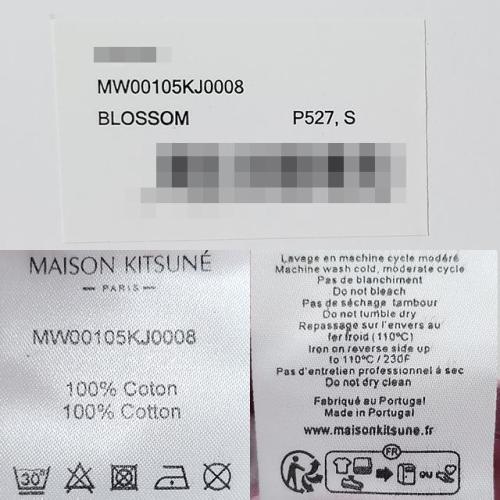 MW00105KJ0008
BLOSSOM P527, S
MAISON KITSUNÉ
PARIS
MW00105KJ0008
100% Coton
100% Cotton
30°
Lavage en machine cycle modéré
Machine wash cold, moderate cycle
Pas de blanchiment
Do not bleach
Pas de séchage tambour
Do not tumble dry
Repassage sur l'envers au
fer froid (110°C)
Iron on reverse side up
to 110°C / 230F
Pas d'entretien professionnel à sec
Do not dry clean
Fabriqué au Portugal
Made in Portugal
www.maisonkitsune.fr
FR
OU